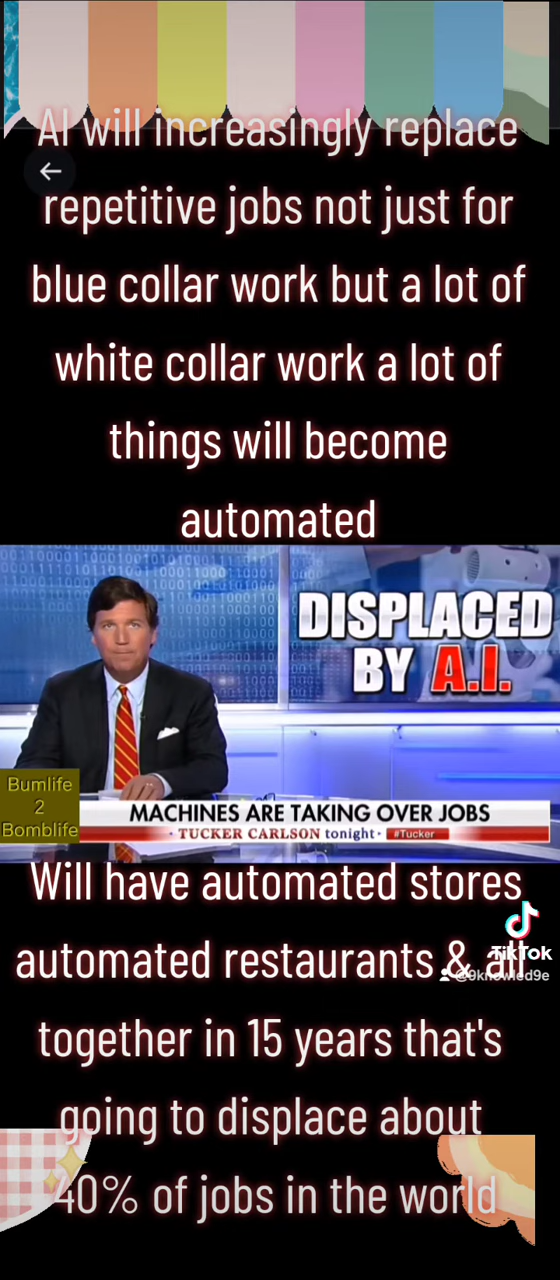 AI will increasingly replace
repetitive jobs not just for
blue collar work but a lot of
white collar work a lot of
things will become
automated
DISPLACED
BY A.I.
Bumlife
2
Bomblife
MACHINES ARE TAKING OVER JOBS
· TUCKER CARLSON tonight · #Tucker
Will have automated stores
automated restaurants & all
TikTok
@9knowled9e
together in 15 years that's
going to displace about
40% of jobs in the world